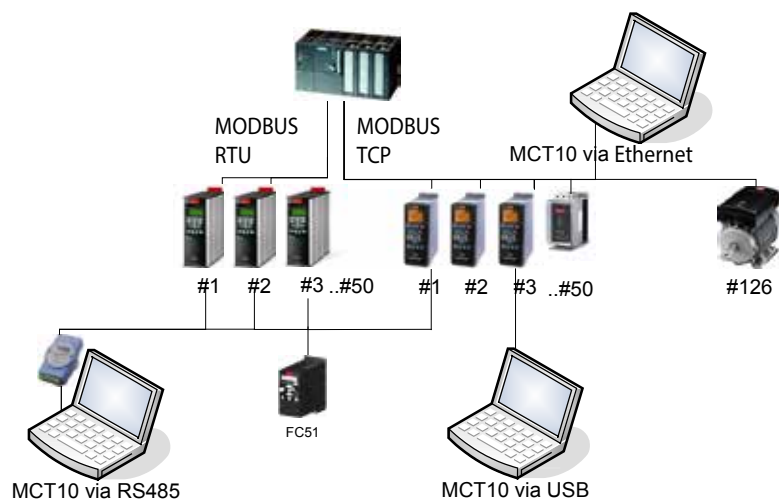 MODBUS
RTU
MODBUS
TCP
MCT10 via Ethernet
#1
#2
#3 ..#50
#1
#2
#3
..#50
#126
FC51
MCT10 via RS485
MCT10 via USB